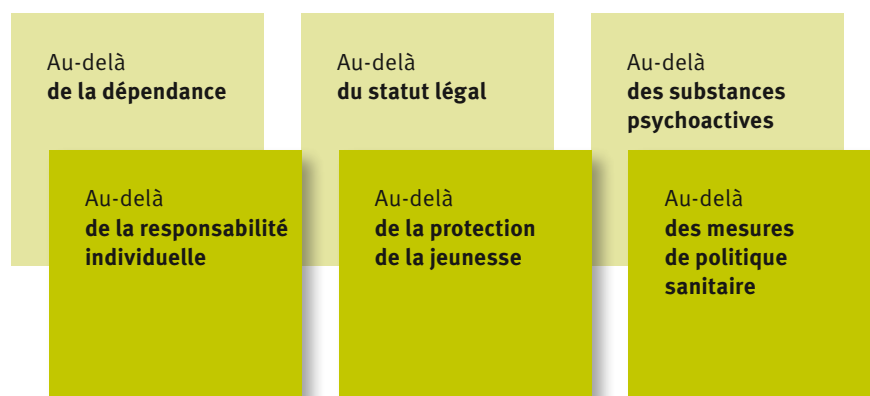 Au-delà
de la dépendance
Au-delà
du statut légal
Au-delà
des substances
psychoactives
Au-delà
de la responsabilité
individuelle
Au-delà
de la protection
de la jeunesse
Au-delà
des mesures
de politique
sanitaire